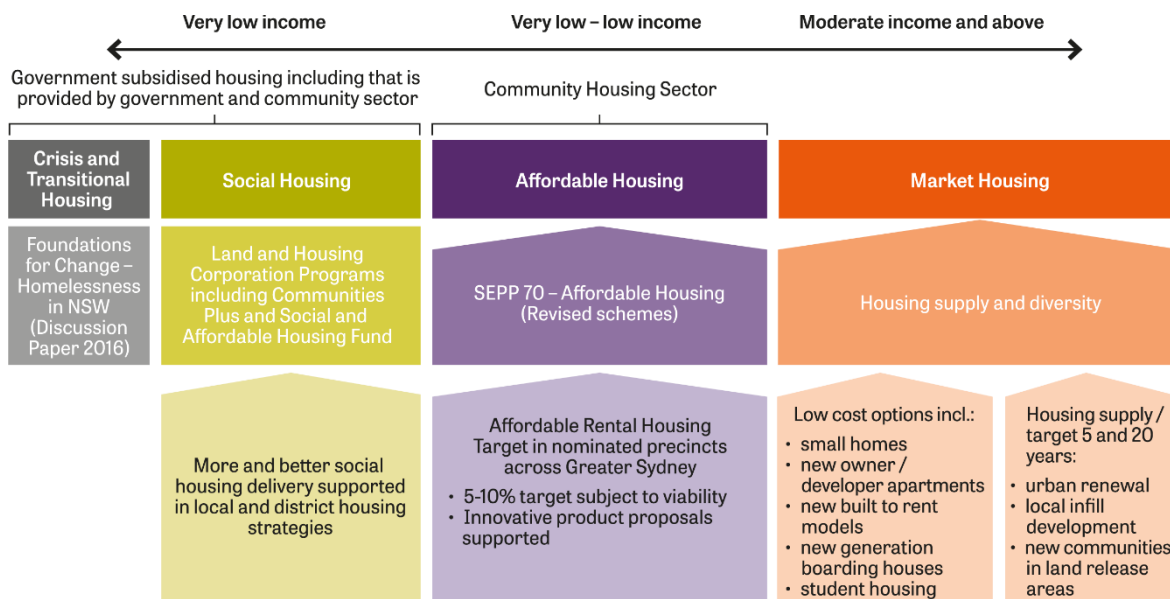 Very low income
Very low – low income
Moderate income and above
Government subsidised housing including that is
provided by government and community sector
Community Housing Sector
Crisis and
Transitional
Housing
Social Housing
Affordable Housing
Market Housing
Foundations
for Change –
Homelessness
in NSW
(Discussion
Paper 2016)
Land and Housing
Corporation Programs
including Communities
Plus and Social and
Affordable Housing Fund
SEPP 70 – Affordable Housing
(Revised schemes)
Housing supply and diversity
More and better social
housing delivery supported
in local and district housing
strategies
Affordable Rental Housing
Target in nominated precincts
across Greater Sydney
• 5-10% target subject to viability
• Innovative product proposals
supported
Low cost options incl.:
• small homes
• new owner /
developer apartments
• new built to rent
models
• new generation
boarding houses
• student housing
Housing supply /
target 5 and 20
years:
• urban renewal
• local infill
development
• new communities
in land release
areas